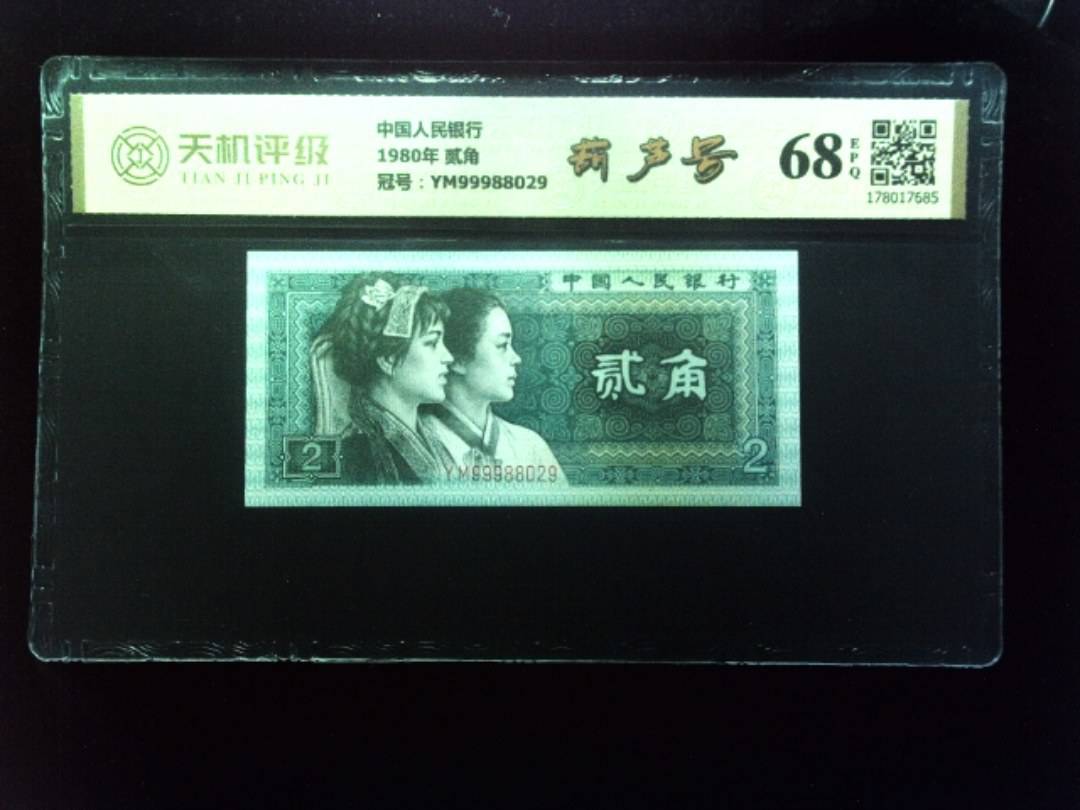 天机评级
TIAN JI PING JI
中国人民银行
1980年 贰角
冠号：YM99988029
葫芦号
68
EPQ
178017685
中国人民银行
贰角
2
2
YM99988029